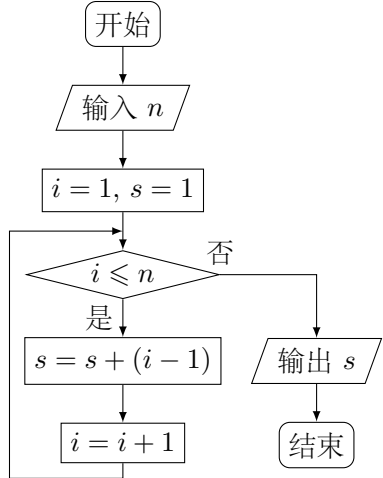 开始
输入 n
i = 1, s = 1
i ⩽ n
否
是
s = s + (i − 1)
输出 s
i = i + 1
结束